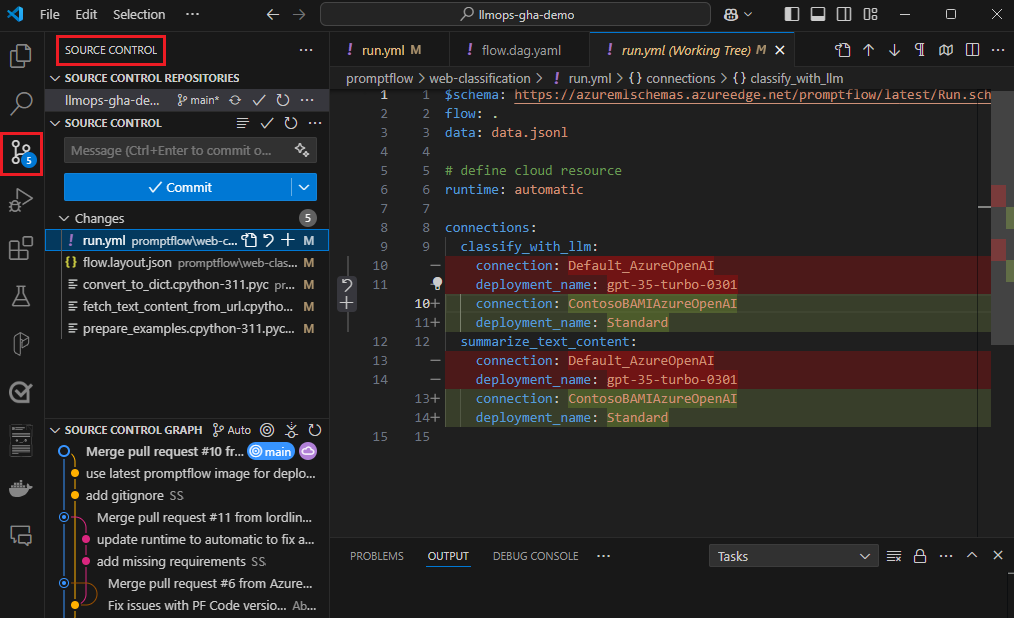 File Edit Selection ··· llmops-gha-demo
SOURCE CONTROL ···
SOURCE CONTROL REPOSITORIES
llmops-gha-de... main* ···
SOURCE CONTROL ···
Message (Ctrl+Enter to commit o...
Commit
Changes 5
! run.yml promptflow\web-c... M
{} flow.layout.json promptflow\web-clas... M
convert_to_dict.cpython-311.pyc pr... M
fetch_text_content_from_url.cpytho... M
prepare_examples.cpython-311.pyc... M
5
SOURCE CONTROL GRAPH Auto
Merge pull request #10 fr... main
use latest promptflow image for deplo...
add gitignore SS
Merge pull request #11 from lordlin...
update runtime to automatic to fix a...
add missing requirements SS
Merge pull request #6 from Azure...
Fix issues with PF Code versio... Ab...
! run.yml M ! flow.dag.yaml ! run.yml (Working Tree) M ···
promptflow > web-classification > ! run.yml > {} connections > {} classify_with_llm
1 1 $schema: https://azuremlschemas.azureedge.net/promptflow/latest/Run.sch
2 2 flow: .
3 3 data: data.jsonl
4 4
5 5 # define cloud resource
6 6 runtime: automatic
7 7
8 8 connections:
9 9 classify_with_llm:
10 − connection: Default_AzureOpenAI
11 − deployment_name: gpt-35-turbo-0301
10+ connection: ContosoBAMIAzureOpenAI
11+ deployment_name: Standard
12 12 summarize_text_content:
13 − connection: Default_AzureOpenAI
14 − deployment_name: gpt-35-turbo-0301
13+ connection: ContosoBAMIAzureOpenAI
14+ deployment_name: Standard
15 15
PROBLEMS OUTPUT DEBUG CONSOLE ··· Tasks ···